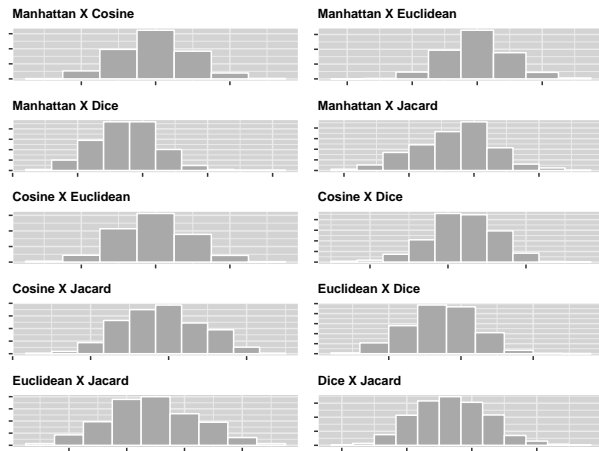 Manhattan X Cosine
Manhattan X Euclidean
Manhattan X Dice
Manhattan X Jacard
Cosine X Euclidean
Cosine X Dice
Cosine X Jacard
Euclidean X Dice
Euclidean X Jacard
Dice X Jacard